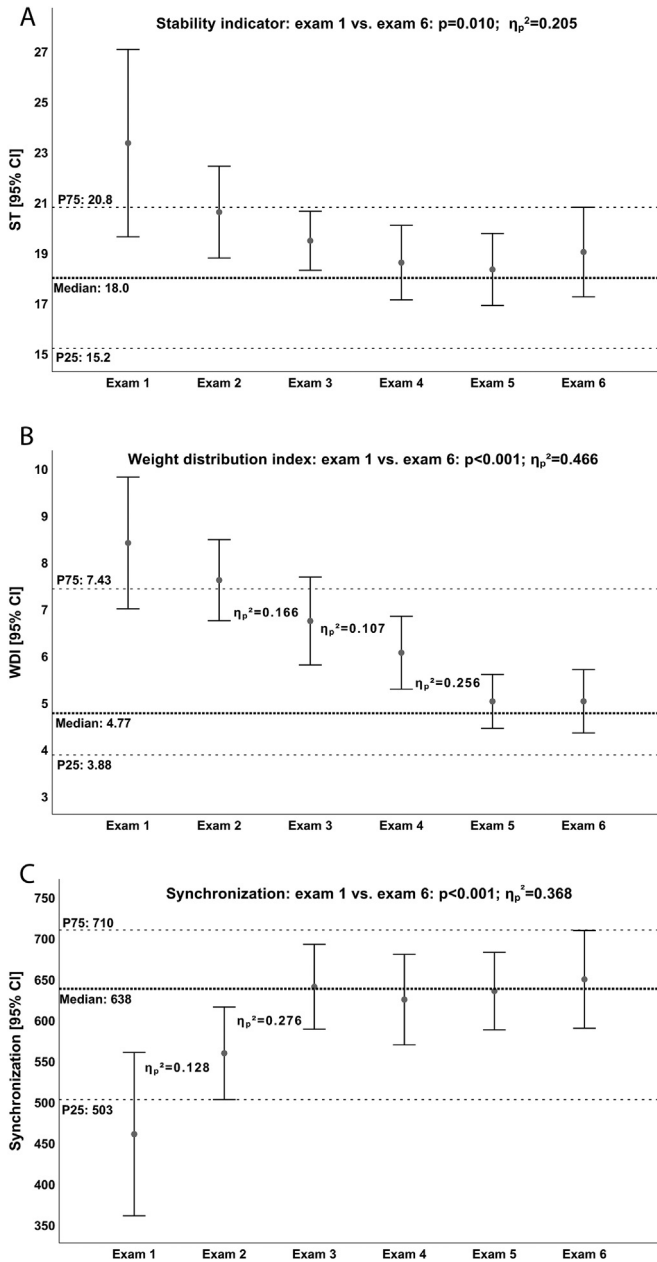 A
Stability indicator: exam 1 vs. exam 6: p=0.010; ηp²=0.205
ST [95% CI]
27
25
23
21
19
17
15
P75: 20.8
Median: 18.0
P25: 15.2
Exam 1 Exam 2 Exam 3 Exam 4 Exam 5 Exam 6
B
Weight distribution index: exam 1 vs. exam 6: p<0.001; ηp²=0.466
WDI [95% CI]
10
9
8
7
6
5
4
3
P75: 7.43
ηp²=0.166
ηp²=0.107
ηp²=0.256
Median: 4.77
P25: 3.88
Exam 1 Exam 2 Exam 3 Exam 4 Exam 5 Exam 6
C
Synchronization: exam 1 vs. exam 6: p<0.001; ηp²=0.368
Synchronization [95% CI]
750
700
650
600
550
500
450
400
350
P75: 710
Median: 638
ηp²=0.276
ηp²=0.128
P25: 503
Exam 1 Exam 2 Exam 3 Exam 4 Exam 5 Exam 6